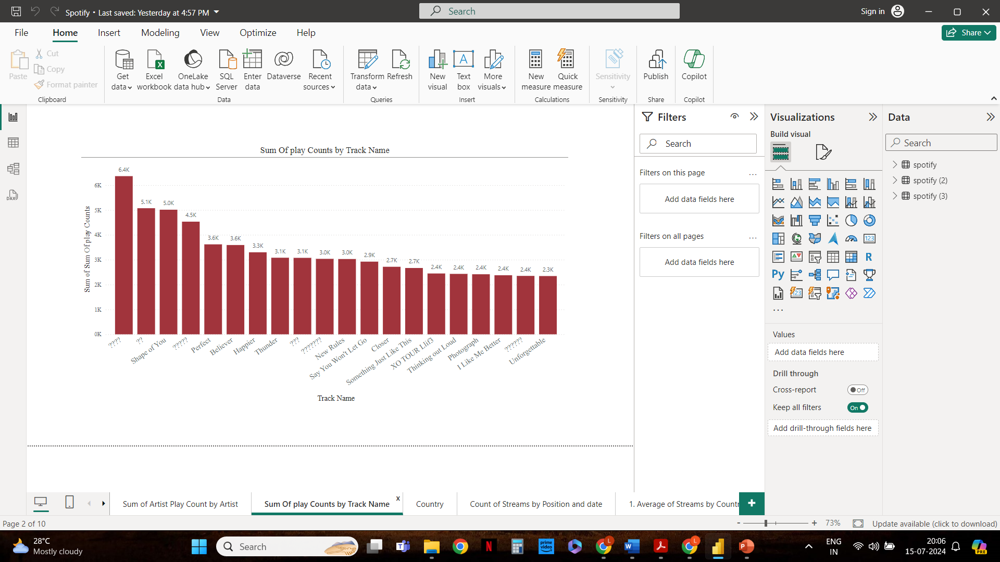 Spotify • Last saved: Yesterday at 4:57 PM
Search
Sign in
File
Home
Insert
Modeling
View
Optimize
Help
Share
Paste
Cut
Copy
Format painter
Clipboard
Get data
Excel workbook
OneLake data hub
SQL Server
Enter data
Dataverse
Recent sources
Data
Transform data
Refresh
Queries
New visual
Text box
More visuals
Insert
New measure
Quick measure
Calculations
Sensitivity
Sensitivity
Publish
Share
Copilot
Copilot
Sum Of play Counts by Track Name
Sum of Sum Of play Counts
6K
5K
4K
3K
2K
1K
0K
6.4K
5.1K
5.0K
4.5K
3.6K
3.6K
3.3K
3.1K
3.1K
3.0K
3.0K
2.9K
2.7K
2.7K
2.4K
2.4K
2.4K
2.4K
2.4K
2.3K
????
??
Shape of You
?????
Perfect
Believer
Happier
Thunder
???
???????
New Rules
Say You Won't Let Go
Closer
Something Just Like This
XO TOUR Llif3
Thinking out Loud
Photograph
I Like Me Better
??????
Unforgettable
Track Name
Filters
Search
Filters on this page
...
Add data fields here
Filters on all pages
...
Add data fields here
Visualizations
Build visual
123
R
Py
123
...
Values
Add data fields here
Drill through
Cross-report
Off
Keep all filters
On
Add drill-through fields here
Data
Search
spotify
spotify (2)
spotify (3)
DAX
Sum of Artist Play Count by Artist
Sum Of play Counts by Track Name
x
Country
Count of Streams by Position and date
1. Average of Streams by Countr
+
Page 2 of 10
- + 73%
Update available (click to download)
28°C
Mostly cloudy
Search
prime video
ENG
IN
20:06
15-07-2024
PRE